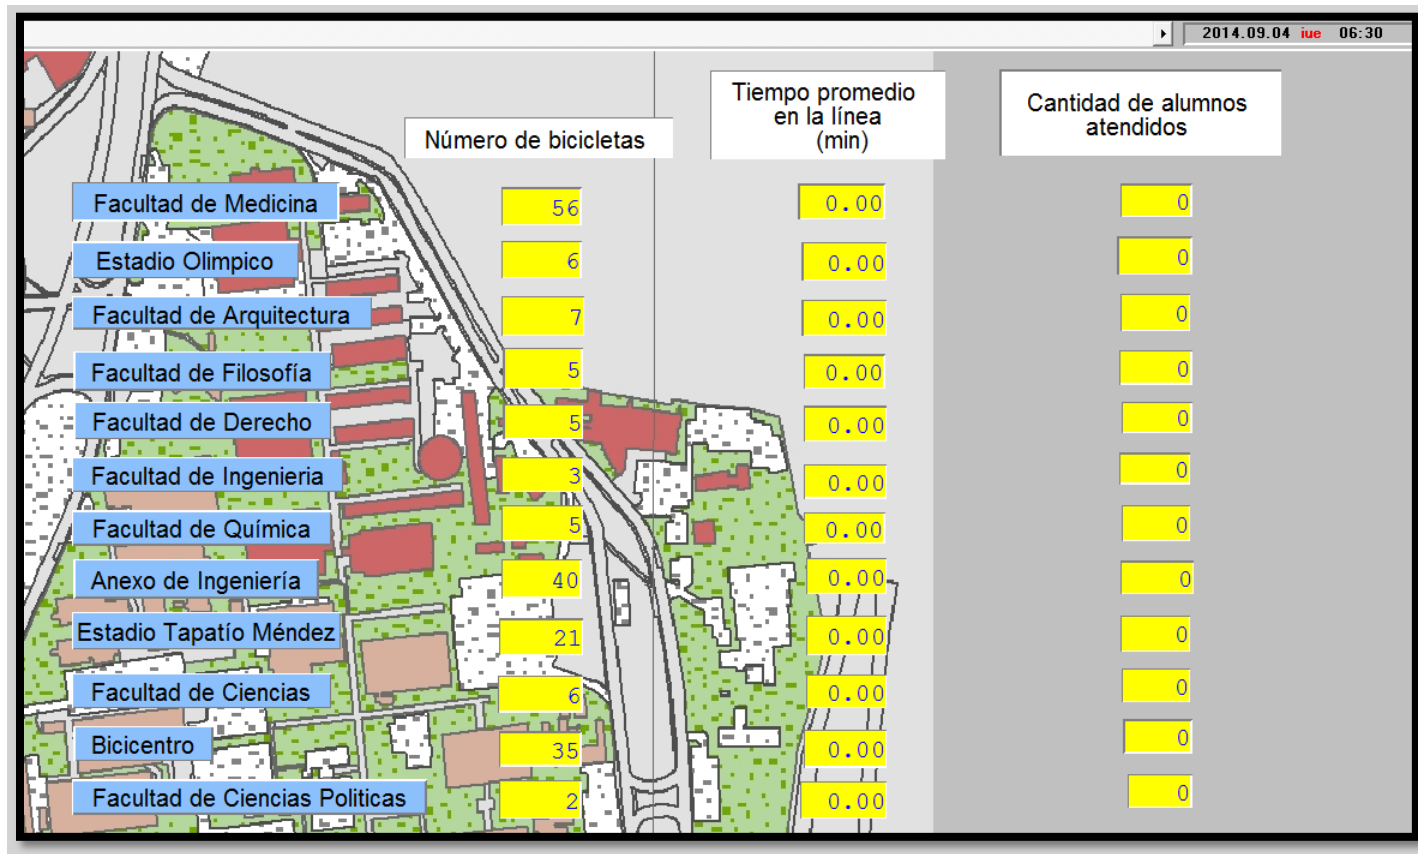 2014.09.04 iue 06:30
Número de bicicletas
Tiempo promedio
en la línea
(min)
Cantidad de alumnos
atendidos
Facultad de Medicina 56 0.00 0
Estadio Olimpico 6 0.00 0
Facultad de Arquitectura 7 0.00 0
Facultad de Filosofía 5 0.00 0
Facultad de Derecho 5 0.00 0
Facultad de Ingenieria 3 0.00 0
Facultad de Química 5 0.00 0
Anexo de Ingeniería 40 0.00 0
Estadio Tapatío Méndez 21 0.00 0
Facultad de Ciencias 6 0.00 0
Bicicentro 35 0.00 0
Facultad de Ciencias Politicas 2 0.00 0